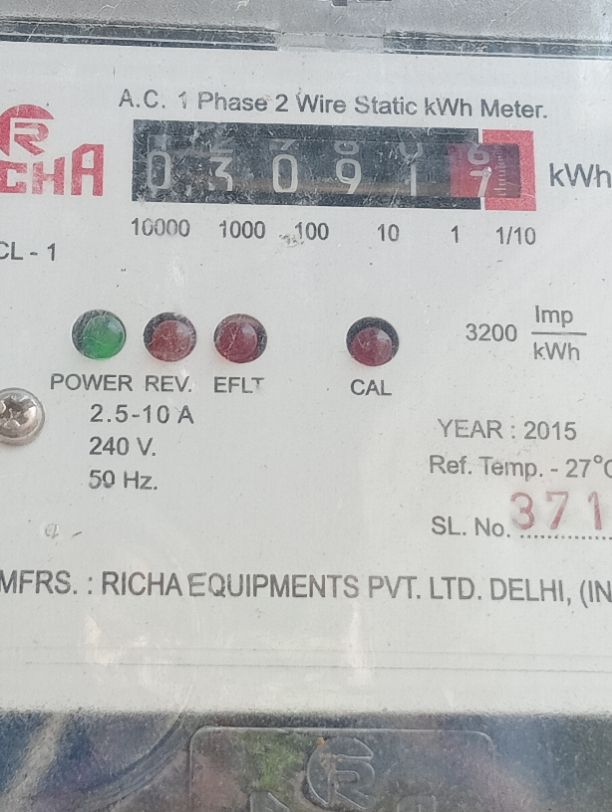 A.C. 1 Phase 2 Wire Static kWh Meter.
R
ICHA
030917 kWh
10000 1000 100 10 1 1/10
CL - 1
3200 Imp
kWh
POWER REV. EFLT CAL
2.5-10 A
240 V.
50 Hz.
YEAR : 2015
Ref. Temp. - 27°C
SL. No. 371
MFRS. : RICHA EQUIPMENTS PVT. LTD. DELHI, (IN
R